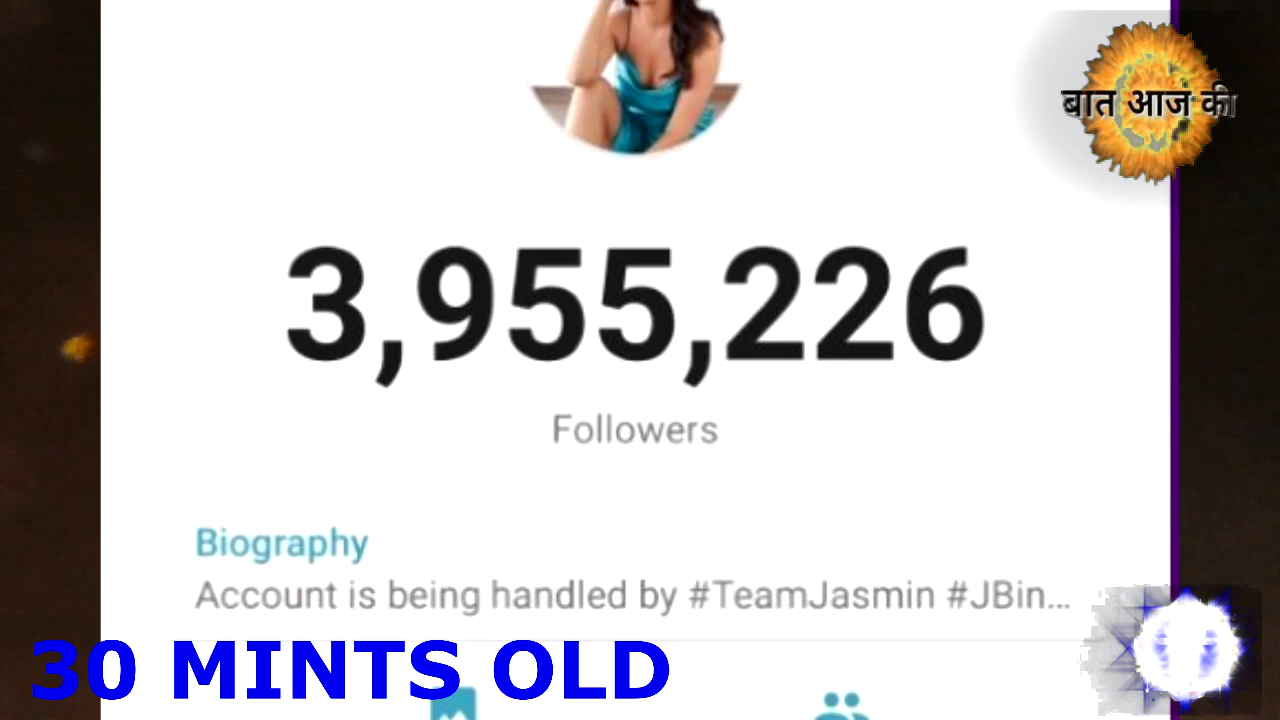 बात आज की
3,955,226
Followers
Biography
Account is being handled by #TeamJasmin #JBin...
30 MINTS OLD